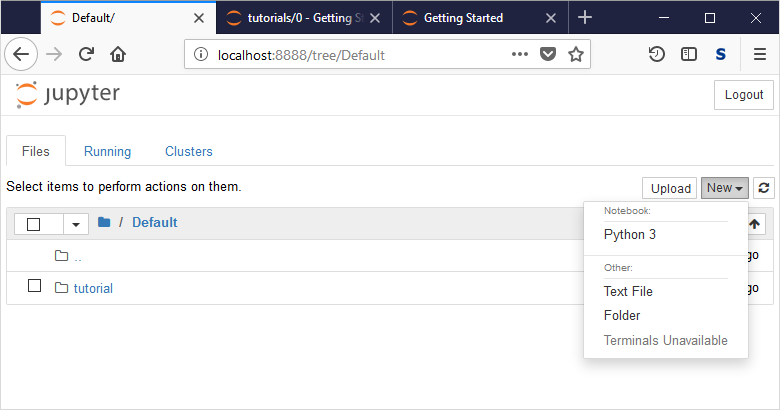 Default/
tutorials/0 - Getting S
Getting Started
localhost:8888/tree/Default
S
jupyter
Logout
Files
Running
Clusters
Select items to perform actions on them.
Upload
New
/ Default
Notebook:
Python 3
..
go
Other:
tutorial
Text File
go
Folder
Terminals Unavailable